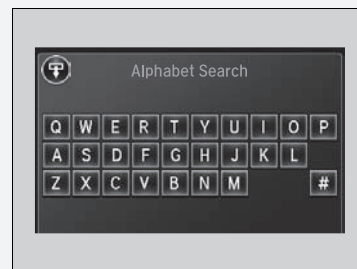 Alphabet Search
Q W E R T Y U I O P
A S D F G H J K L
Z X C V B N M #